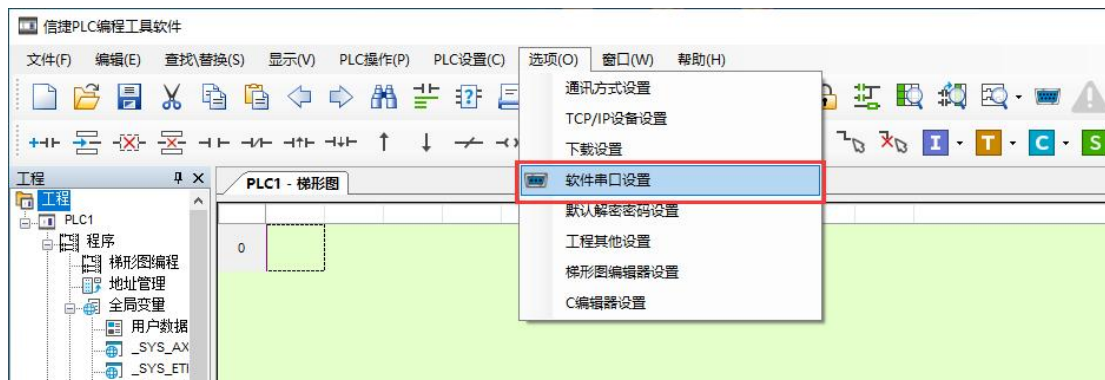 信捷PLC编程工具软件
文件(F) 编辑(E) 查找\替换(S) 显示(V) PLC操作(P) PLC设置(C) 选项(O) 窗口(W) 帮助(H)
通讯方式设置
TCP/IP设备设置
下载设置
I T C S
工程
PLC1 - 梯形图
软件串口设置
工程
PLC1
默认解密密码设置
程序
0
工程其他设置
梯形图编程
梯形图编辑器设置
地址管理
C编辑器设置
全局变量
用户数据
_SYS_AX
_SYS_ETI